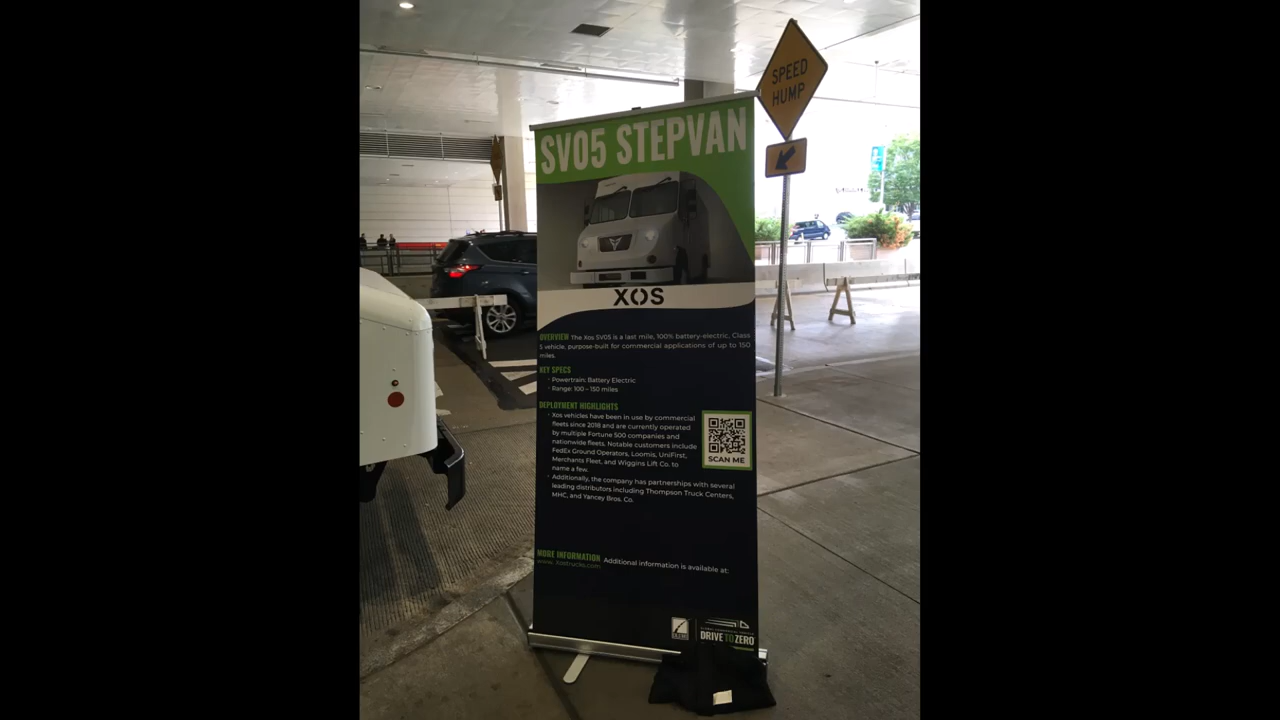 SPEED
HUMP
SV05 STEPVAN
XOS
OVERVIEW The Xos SV05 is a last mile, 100% battery-electric, Class
5 vehicle, purpose-built for commercial applications of up to 150
miles.
KEY SPECS
· Powertrain: Battery Electric
· Range: 100 – 150 miles
DEPLOYMENT HIGHLIGHTS
· Xos vehicles have been in use by commercial
fleets since 2018 and are currently operated
by multiple Fortune 500 companies and
nationwide fleets. Notable customers include
FedEx Ground Operators, Loomis, UniFirst,
Merchants Fleet, and Wiggins Lift Co. to
name a few.
SCAN ME
· Additionally, the company has partnerships with several
leading distributors including Thompson Truck Centers,
MHC, and Yancey Bros. Co.
MORE INFORMATION Additional information is available at:
www. Xostrucks.com
DRIVE TO ZERO